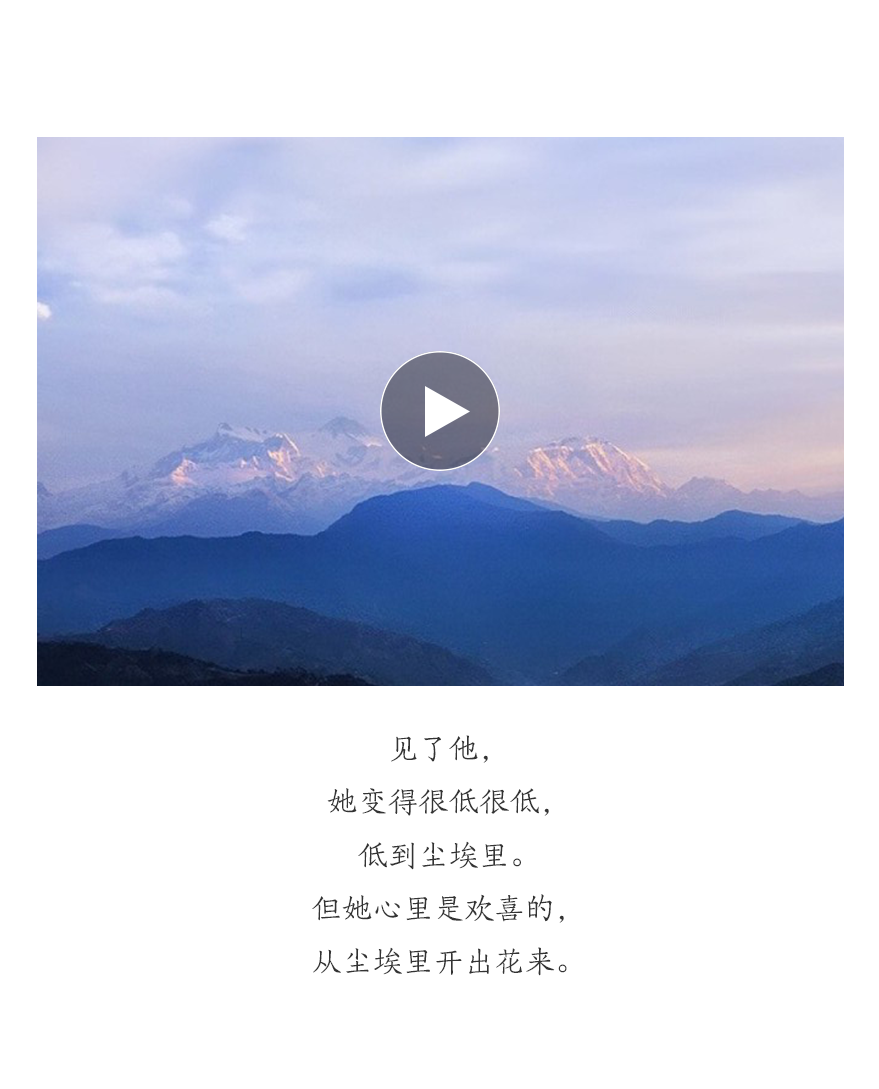 见了他，
她变得很低很低，
低到尘埃里。
但她心里是欢喜的，
从尘埃里开出花来。